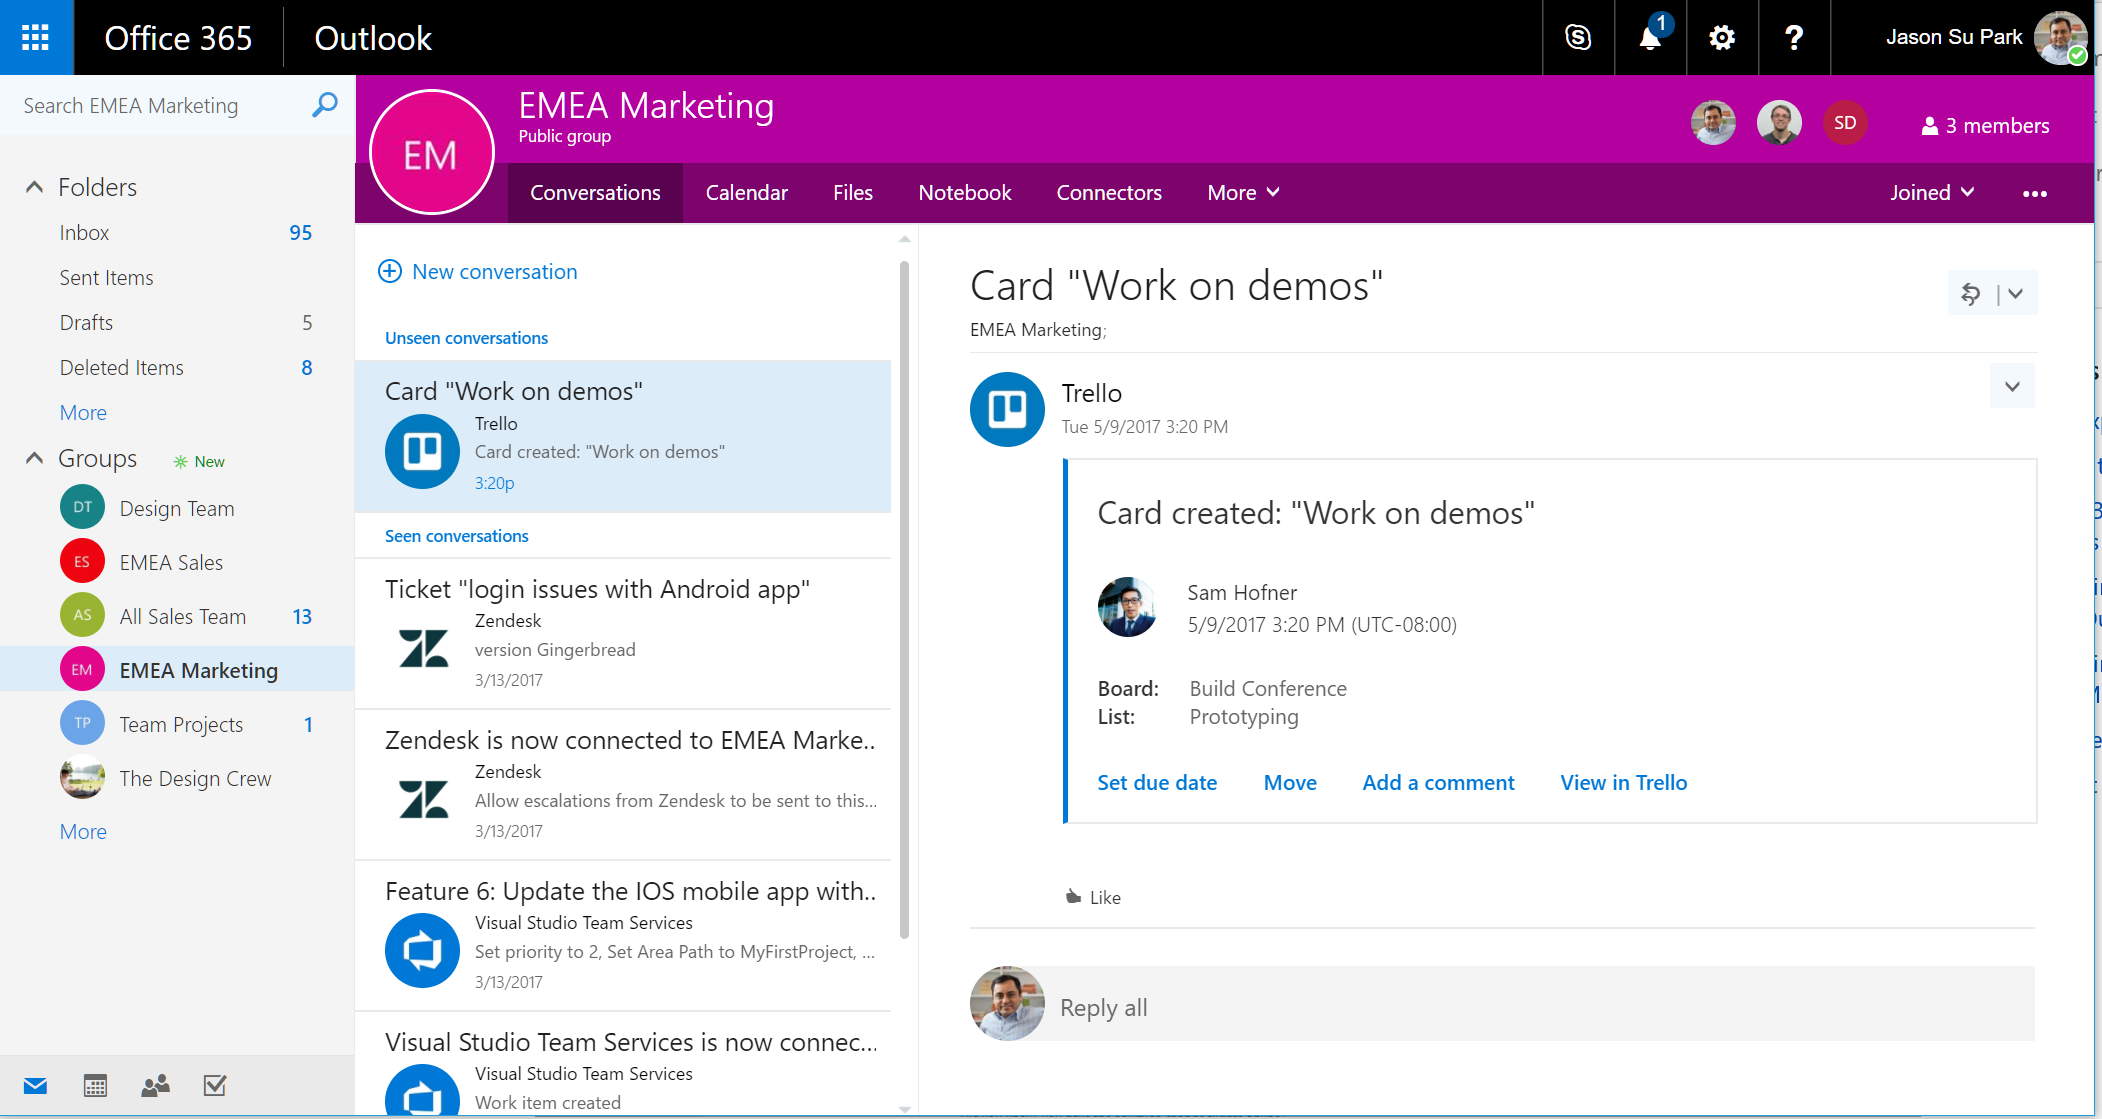 Office 365
Outlook
1
Jason Su Park
Search EMEA Marketing
Folders
Inbox 95
Sent Items
Drafts 5
Deleted Items 8
More
Groups New
DT Design Team
ES EMEA Sales
AS All Sales Team 13
EM EMEA Marketing
TP Team Projects 1
The Design Crew
More
EM
EMEA Marketing
Public group
SD
3 members
Conversations Calendar Files Notebook Connectors More
Joined
New conversation
Unseen conversations
Card "Work on demos"
Trello
Card created: "Work on demos"
3:20p
Seen conversations
Ticket "login issues with Android app"
Zendesk
version Gingerbread
3/13/2017
Zendesk is now connected to EMEA Marke..
Zendesk
Allow escalations from Zendesk to be sent to this...
3/13/2017
Feature 6: Update the IOS mobile app with..
Visual Studio Team Services
Set priority to 2, Set Area Path to MyFirstProject, ...
3/13/2017
Visual Studio Team Services is now connec...
Visual Studio Team Services
Work item created
Card "Work on demos"
EMEA Marketing;
Trello
Tue 5/9/2017 3:20 PM
Card created: "Work on demos"
Sam Hofner
5/9/2017 3:20 PM (UTC-08:00)
Board: Build Conference
List: Prototyping
Set due date Move Add a comment View in Trello
Like
Reply all